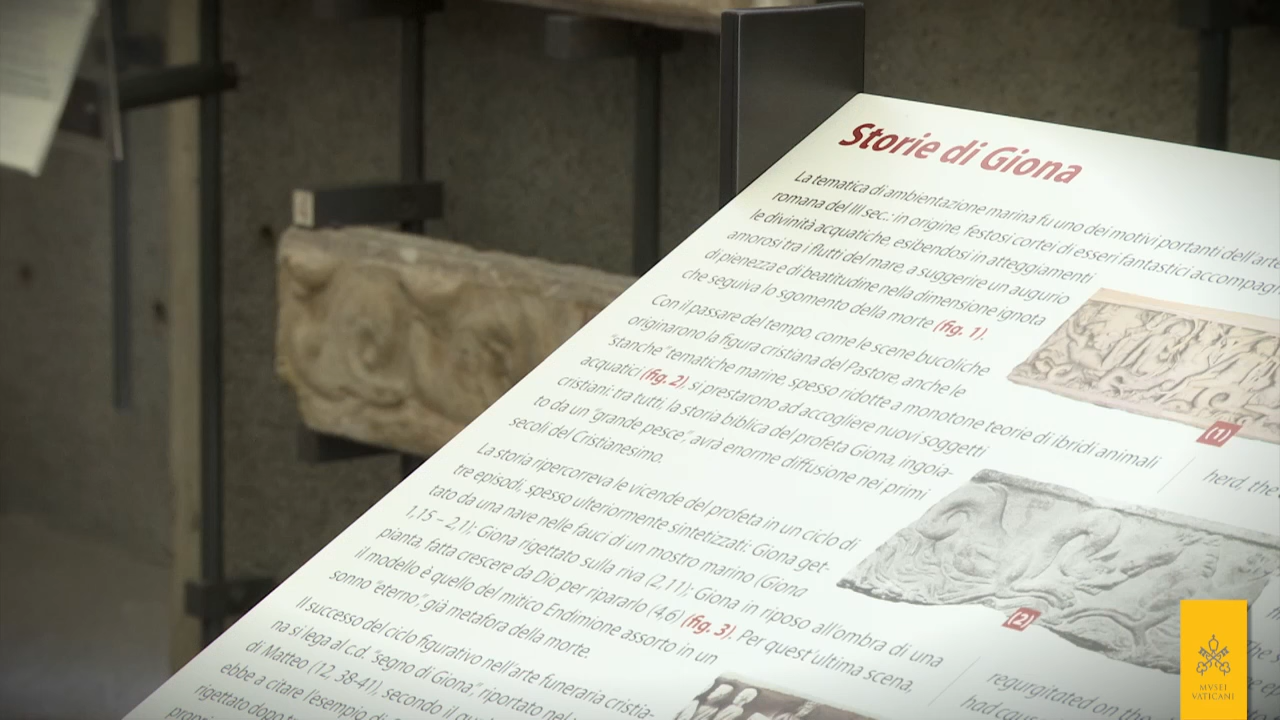 Storie di Giona
La tematica di ambientazione marina fu uno dei motivi portanti dell'arte
romana del III sec.: in origine, festosi cortei di esseri fantastici accompagn
le divinità acquatiche, esibendosi in atteggiamenti
amorosi tra i flutti del mare, a suggerire un augurio
di pienezza e di beatitudine nella dimensione ignota
che seguiva lo sgomento della morte (fig. 1).
Con il passare del tempo, come le scene bucoliche
originarono la figura cristiana del Pastore, anche le
"stanche" tematiche marine, spesso ridotte a monotone teorie di ibridi animali
acquatici (fig. 2), si prestarono ad accogliere nuovi soggetti
cristiani: tra tutti, la storia biblica del profeta Giona, ingoia-
to da un "grande pesce," avrà enorme diffusione nei primi
secoli del Cristianesimo.
La storia ripercorreva le vicende del profeta in un ciclo di
tre episodi, spesso ulteriormente sintetizzati: Giona get-
tato da una nave nelle fauci di un mostro marino (Giona
1,15 – 2,1); Giona rigettato sulla riva (2,11); Giona in riposo all'ombra di una
pianta, fatta crescere da Dio per ripararlo (4,6) (fig. 3). Per quest'ultima scena,
il modello è quello del mitico Endimione assorto in un
sonno "eterno", già metafora della morte.
Il successo del ciclo figurativo nell'arte funeraria cristia-
na si lega al c.d. "segno di Giona," riportato nel
di Matteo (12, 38-41), secondo il
ebbe a citare l'esempio di
rigettato dopo
(1)
herd, the
(2)
regurgitated on the
had
MVSEI
VATICANI